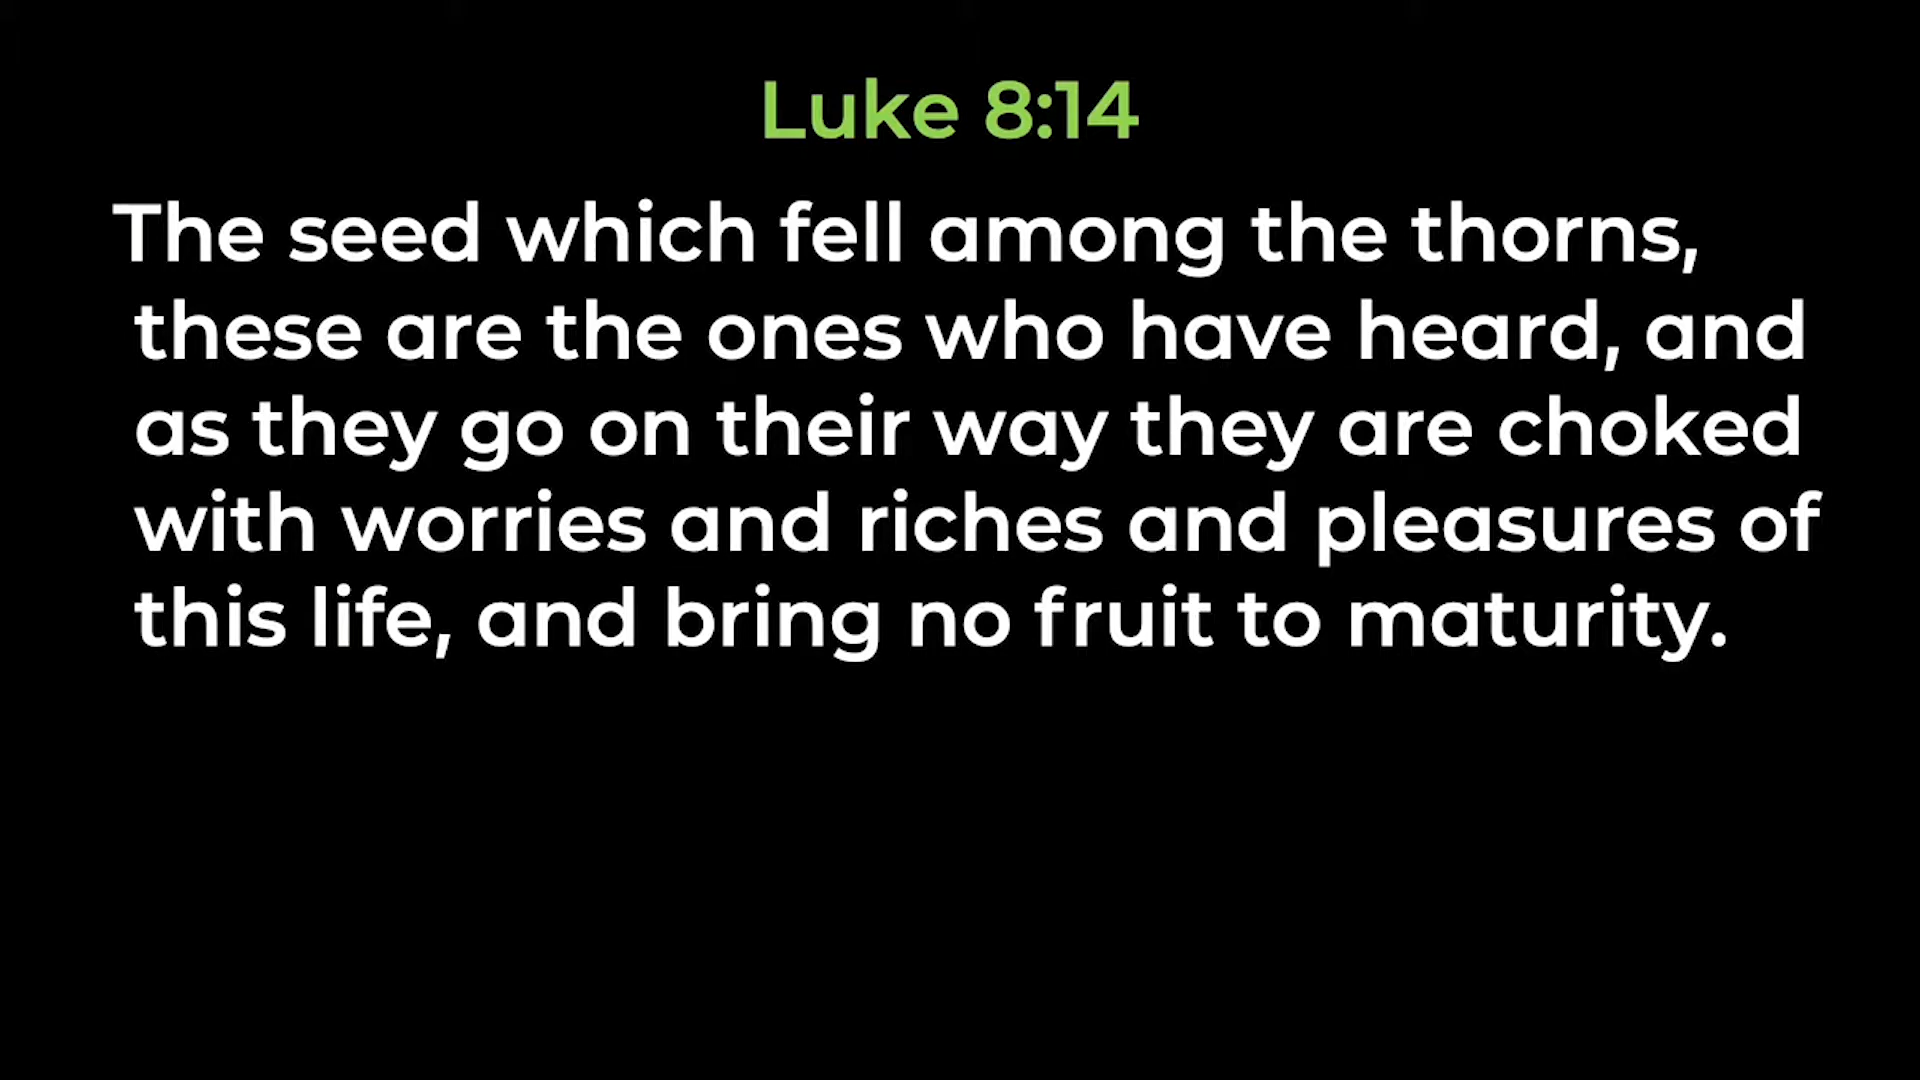 Luke 8:14
The seed which fell among the thorns,
these are the ones who have heard, and
as they go on their way they are choked
with worries and riches and pleasures of
this life, and bring no fruit to maturity.